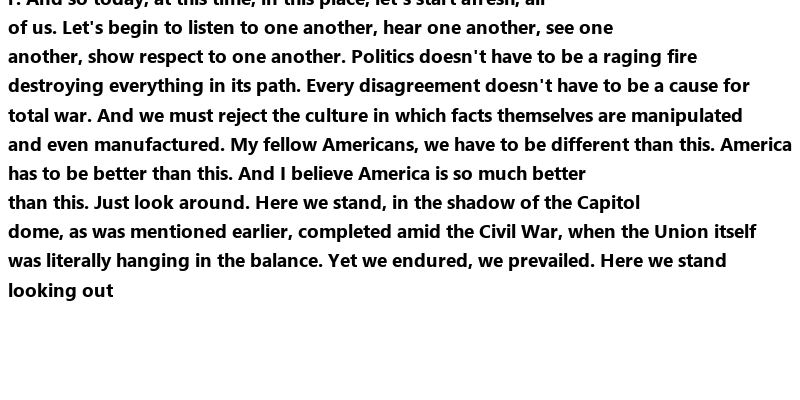 r. And so today, at this time, in this place, let's start afresh, all
of us. Let's begin to listen to one another, hear one another, see one
another, show respect to one another. Politics doesn't have to be a raging fire
destroying everything in its path. Every disagreement doesn't have to be a cause for
total war. And we must reject the culture in which facts themselves are manipulated
and even manufactured. My fellow Americans, we have to be different than this. America
has to be better than this. And I believe America is so much better
than this. Just look around. Here we stand, in the shadow of the Capitol
dome, as was mentioned earlier, completed amid the Civil War, when the Union itself
was literally hanging in the balance. Yet we endured, we prevailed. Here we stand
looking out